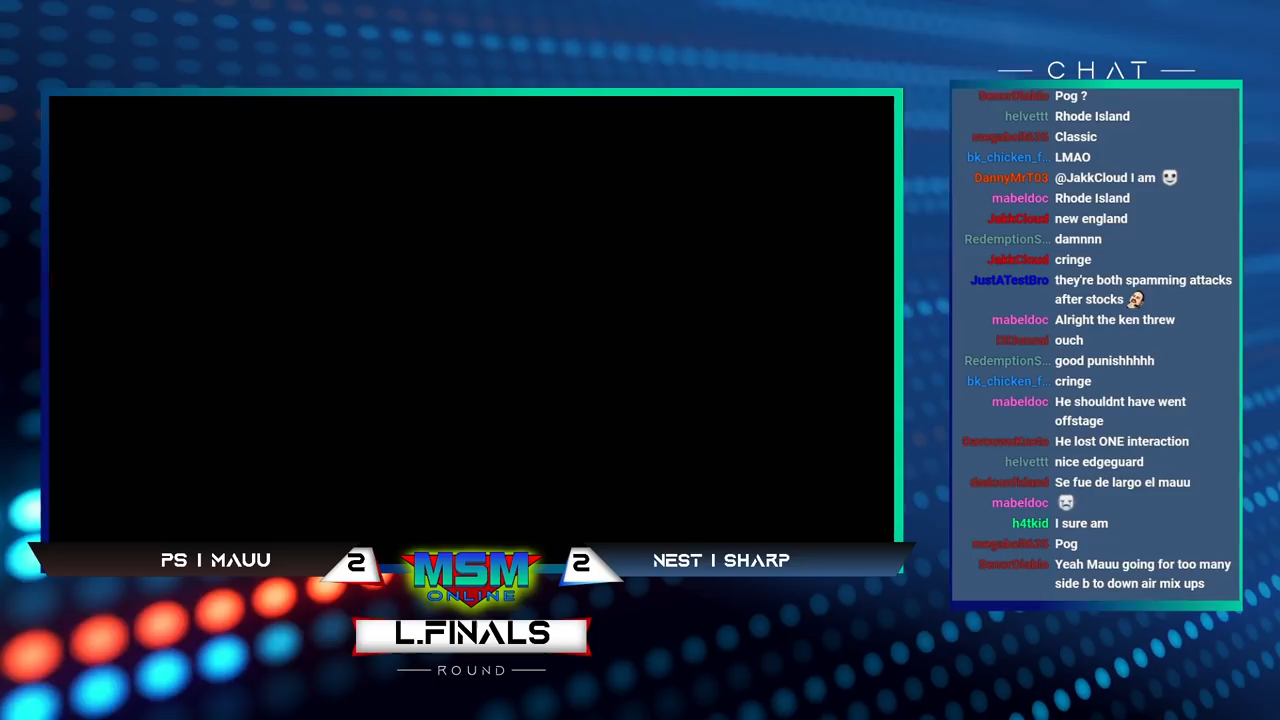 CHAT
Pog ?
helvettt Rhode Island
Classic
bk_chicken_f... LMAO
DannyMrT03 @JakkCloud I am
mabeldoc Rhode Island
JakkCloud new england
RedemptionS... damnnn
JakkCloud cringe
JustATestBro they're both spamming attacks
after stocks
mabeldoc Alright the ken threw
ouch
RedemptionS... good punishhhhh
bk_chicken_f... cringe
mabeldoc He shouldnt have went
offstage
He lost ONE interaction
helvettt nice edgeguard
Se fue de largo el mauu
mabeldoc
h4tkid I sure am
Pog
Yeah Mauu going for too many
side b to down air mix ups
PS | MAUU 2
MSM
ONLINE
2 NEST | SHARP
L.FINALS
ROUND